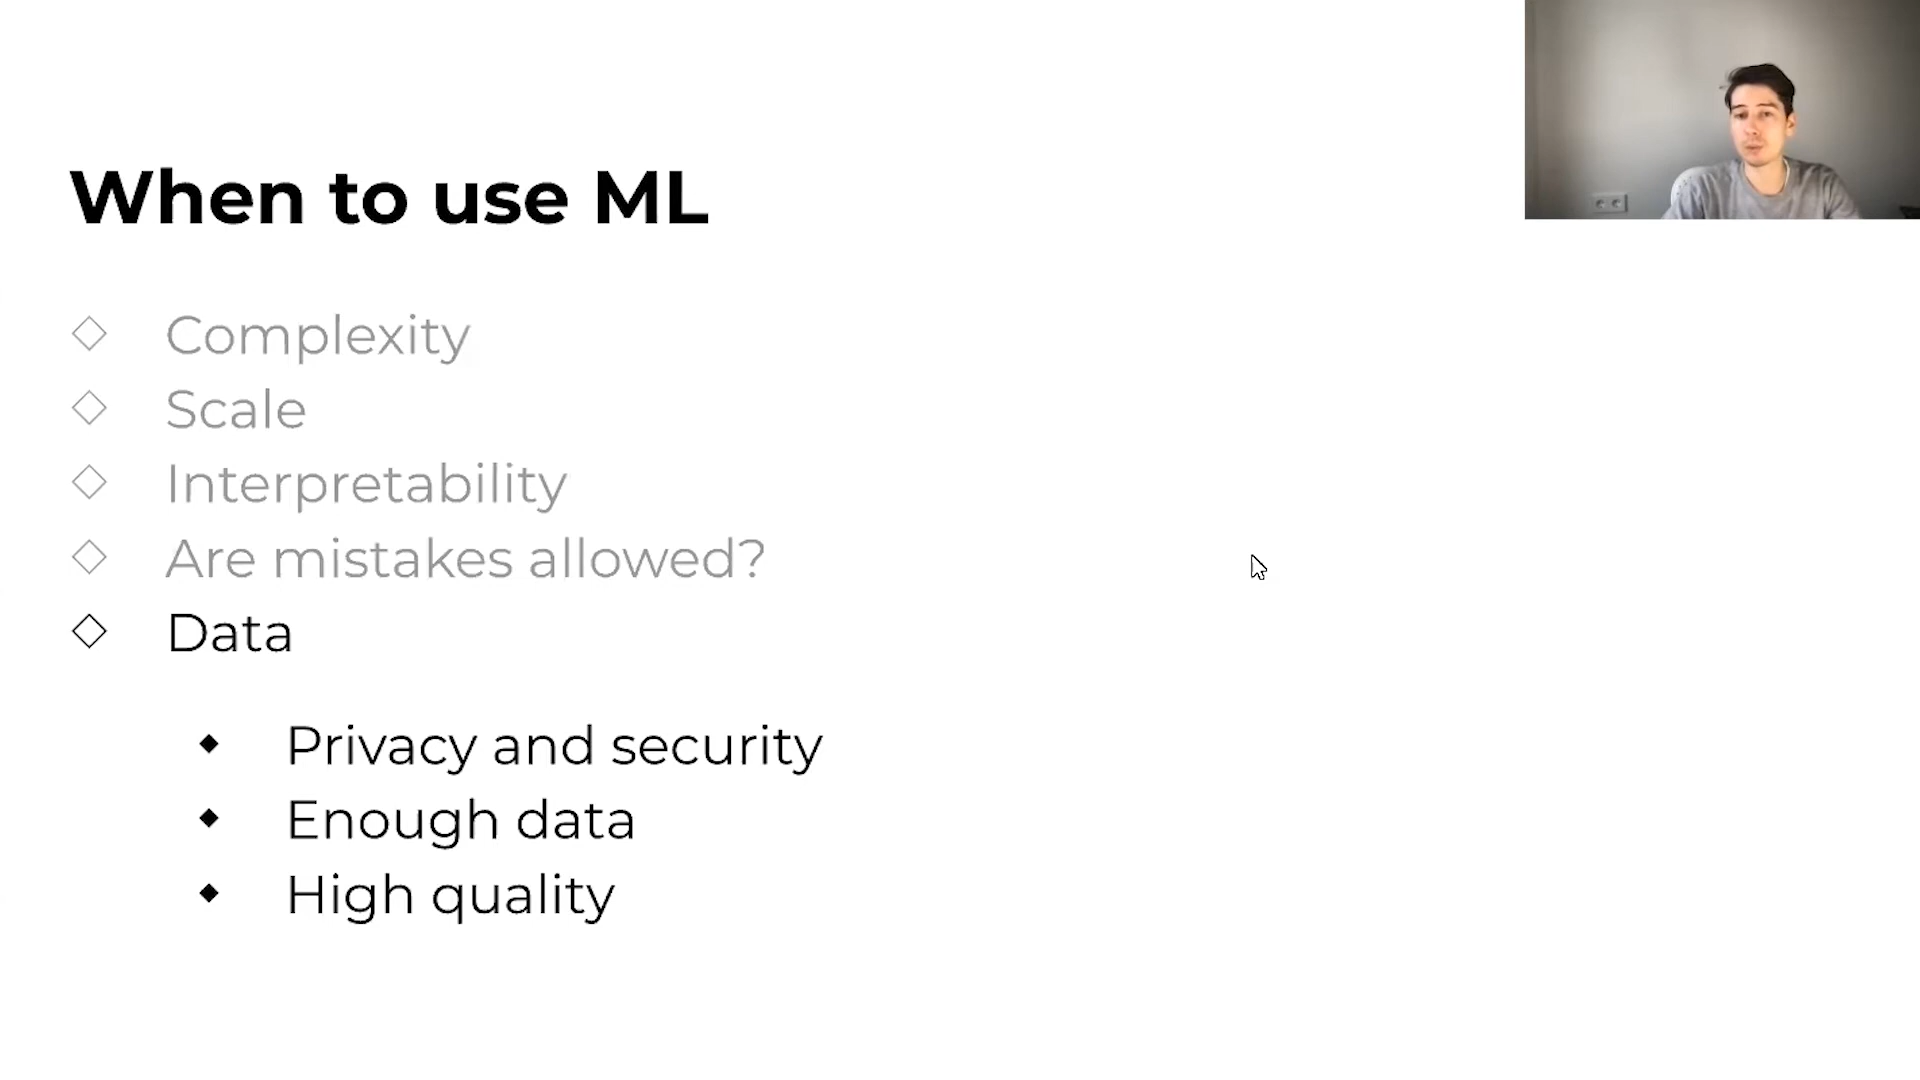 When to use ML
Complexity
Scale
Interpretability
Are mistakes allowed?
Data
Privacy and security
Enough data
High quality